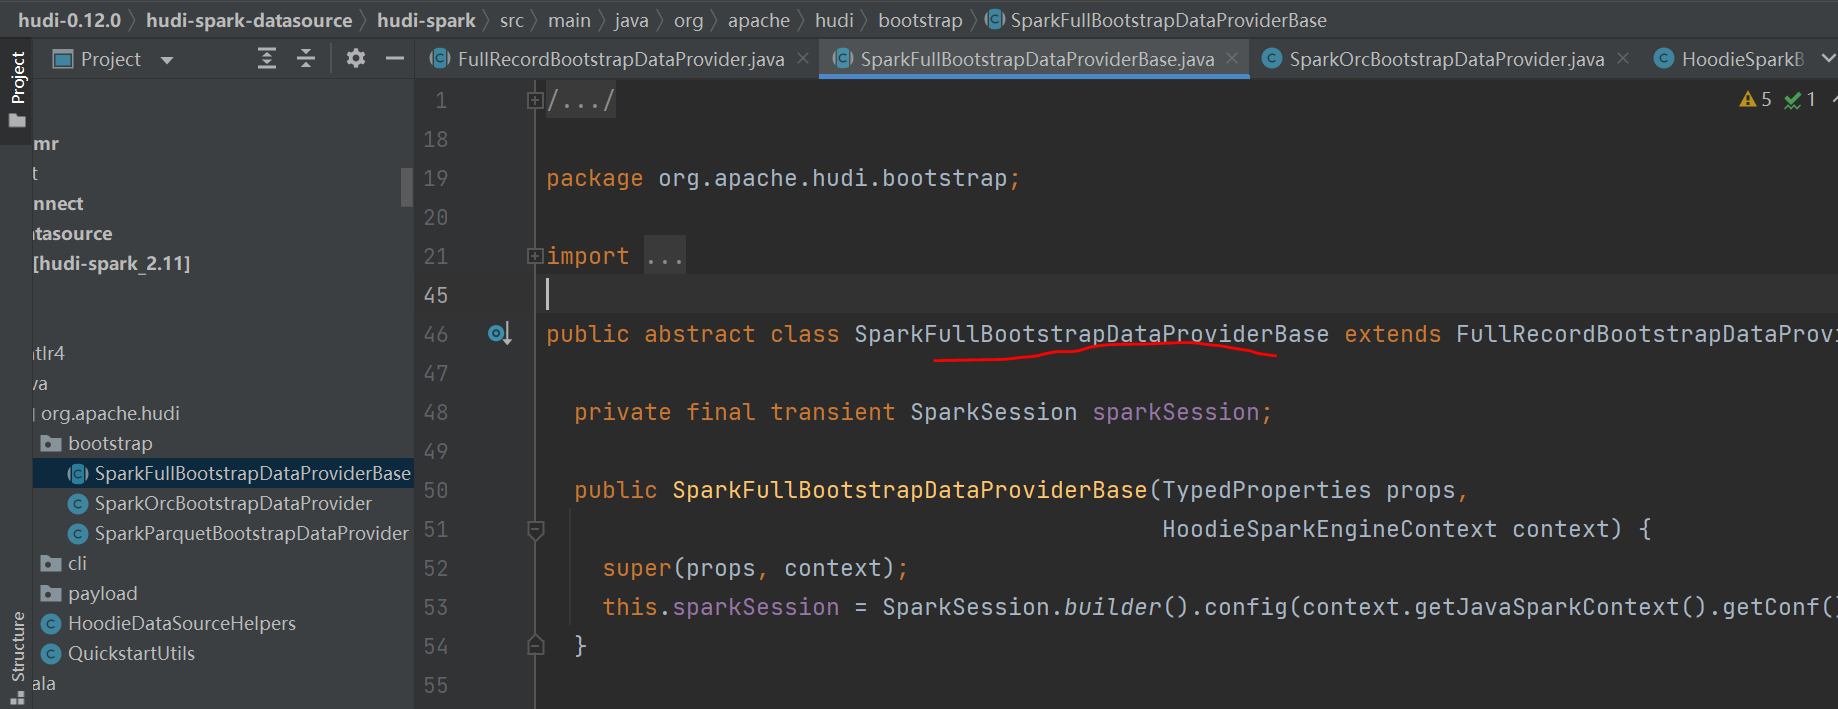 hudi-0.12.0 〉 hudi-spark-datasource 〉 hudi-spark 〉 src 〉 main 〉 java 〉 org 〉 apache 〉 hudi 〉 bootstrap 〉 SparkFullBootstrapDataProviderBase
Project
Project
FullRecordBootstrapDataProvider.java
SparkFullBootstrapDataProviderBase.java
SparkOrcBootstrapDataProvider.java
HoodieSparkB
mr
t
nnect
tasource
[hudi-spark_2.11]
tlr4
va
org.apache.hudi
bootstrap
SparkFullBootstrapDataProviderBase
SparkOrcBootstrapDataProvider
SparkParquetBootstrapDataProvider
cli
payload
HoodieDataSourceHelpers
QuickstartUtils
ala
Structure
5 1
1 /.../
18
19 package org.apache.hudi.bootstrap;
20
21 import ...
45
46 public abstract class SparkFullBootstrapDataProviderBase extends FullRecordBootstrapDataProvi
47
48 private final transient SparkSession sparkSession;
49
50 public SparkFullBootstrapDataProviderBase(TypedProperties props,
51 HoodieSparkEngineContext context) {
52 super(props, context);
53 this.sparkSession = SparkSession.builder().config(context.getJavaSparkContext().getConf()
54 }
55